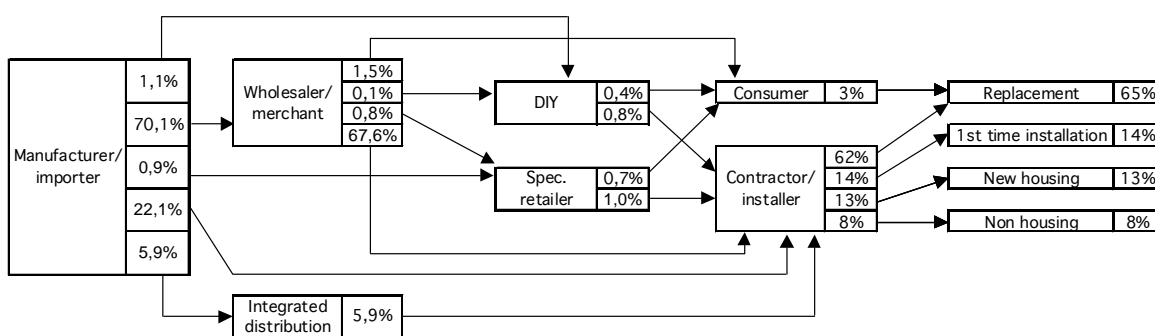 Manufacturer/
importer
1,1%
70,1%
0,9%
22,1%
5,9%
Wholesaler/
merchant
1,5%
0,1%
0,8%
67,6%
Integrated
distribution
5,9%
DIY
0,4%
0,8%
Spec.
retailer
0,7%
1,0%
Consumer
3%
Contractor/
installer
62%
14%
13%
8%
Replacement
65%
1st time installation
14%
New housing
13%
Non housing
8%